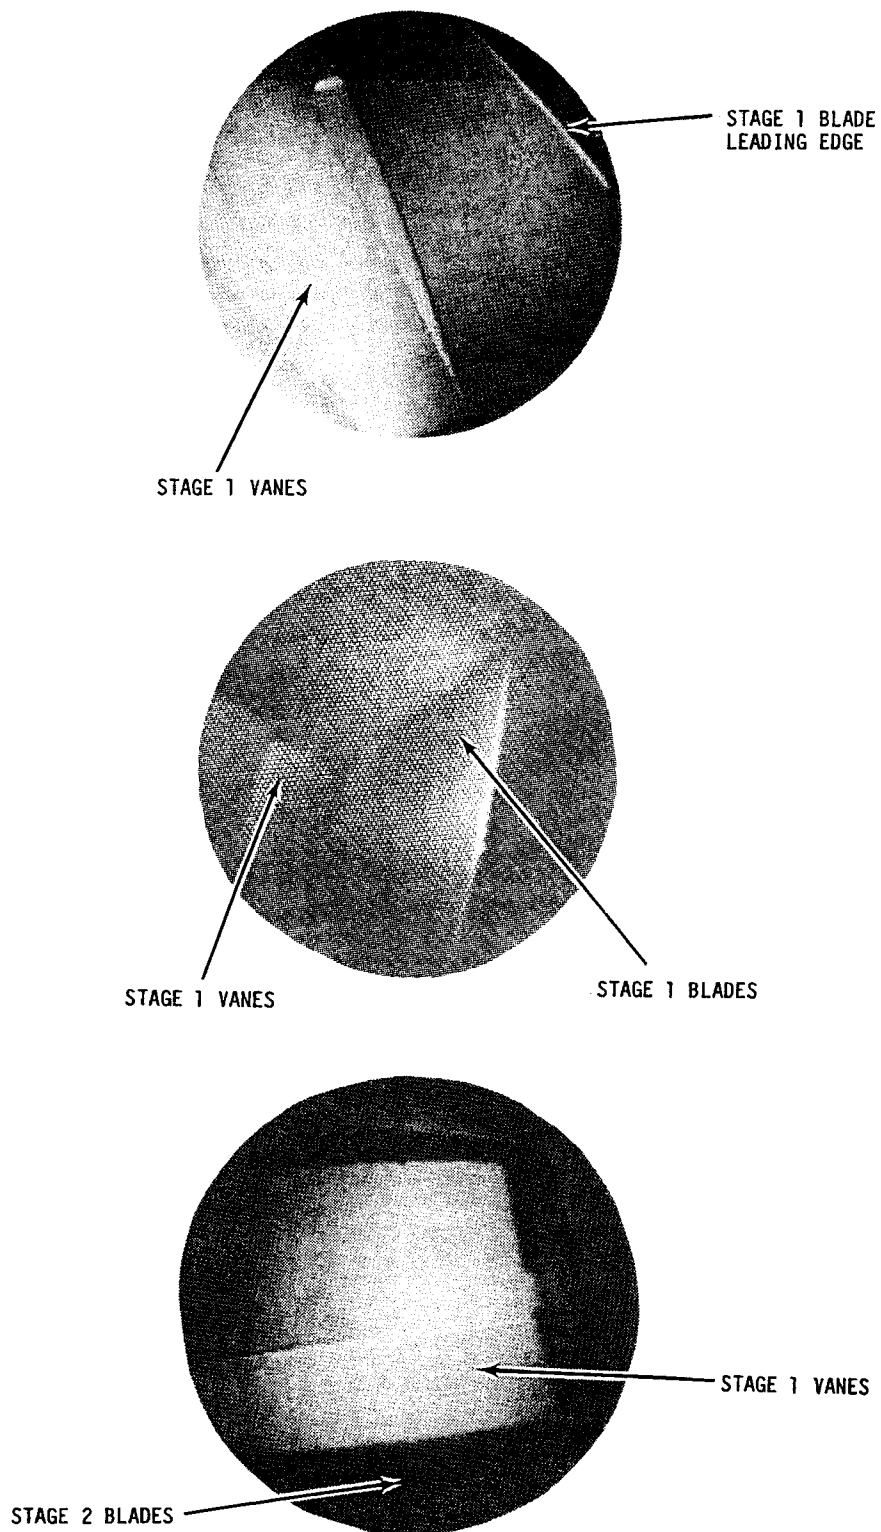 STAGE 1 BLADE
LEADING EDGE
STAGE 1 VANES
STAGE 1 VANES
STAGE 1 BLADES
STAGE 1 VANES
STAGE 2 BLADES